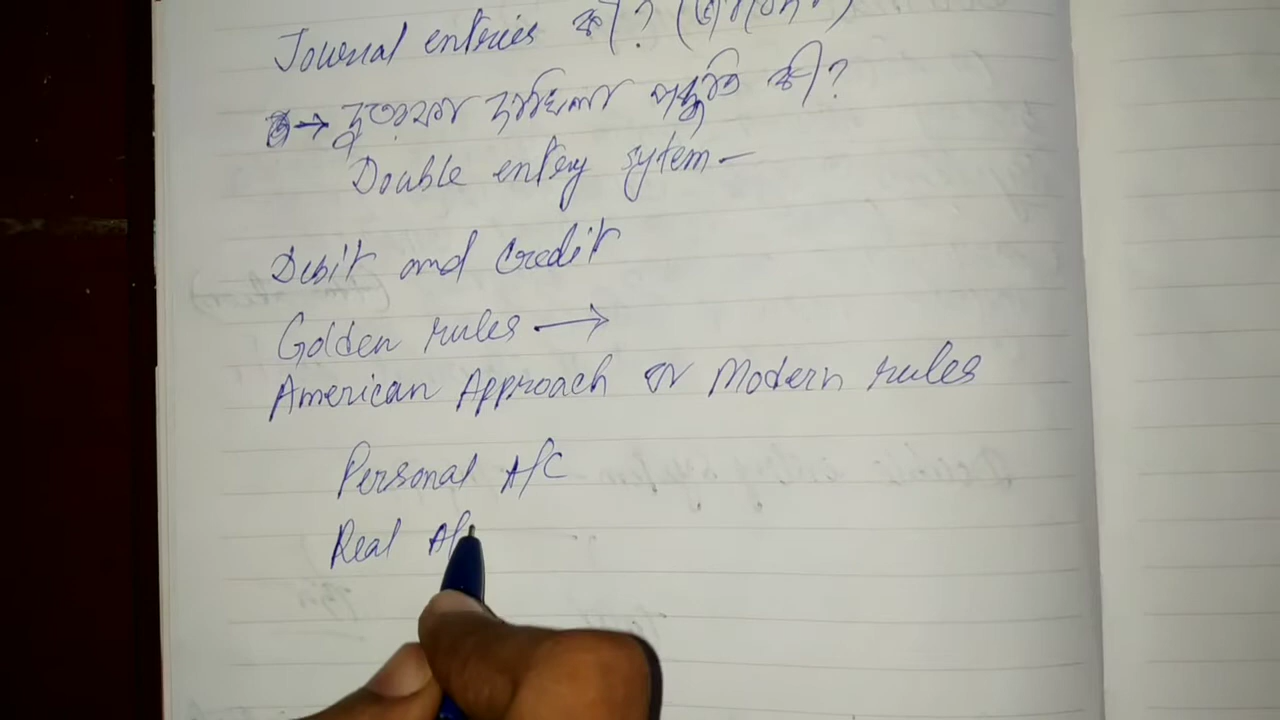 Journal entries কী?
→ দুতরফা দাখিলা পদ্ধতি কী?
Double entry sytem —
Debit and Credit
Golden rules →
American Approach or Modern rules
Personal A/C
Real A/